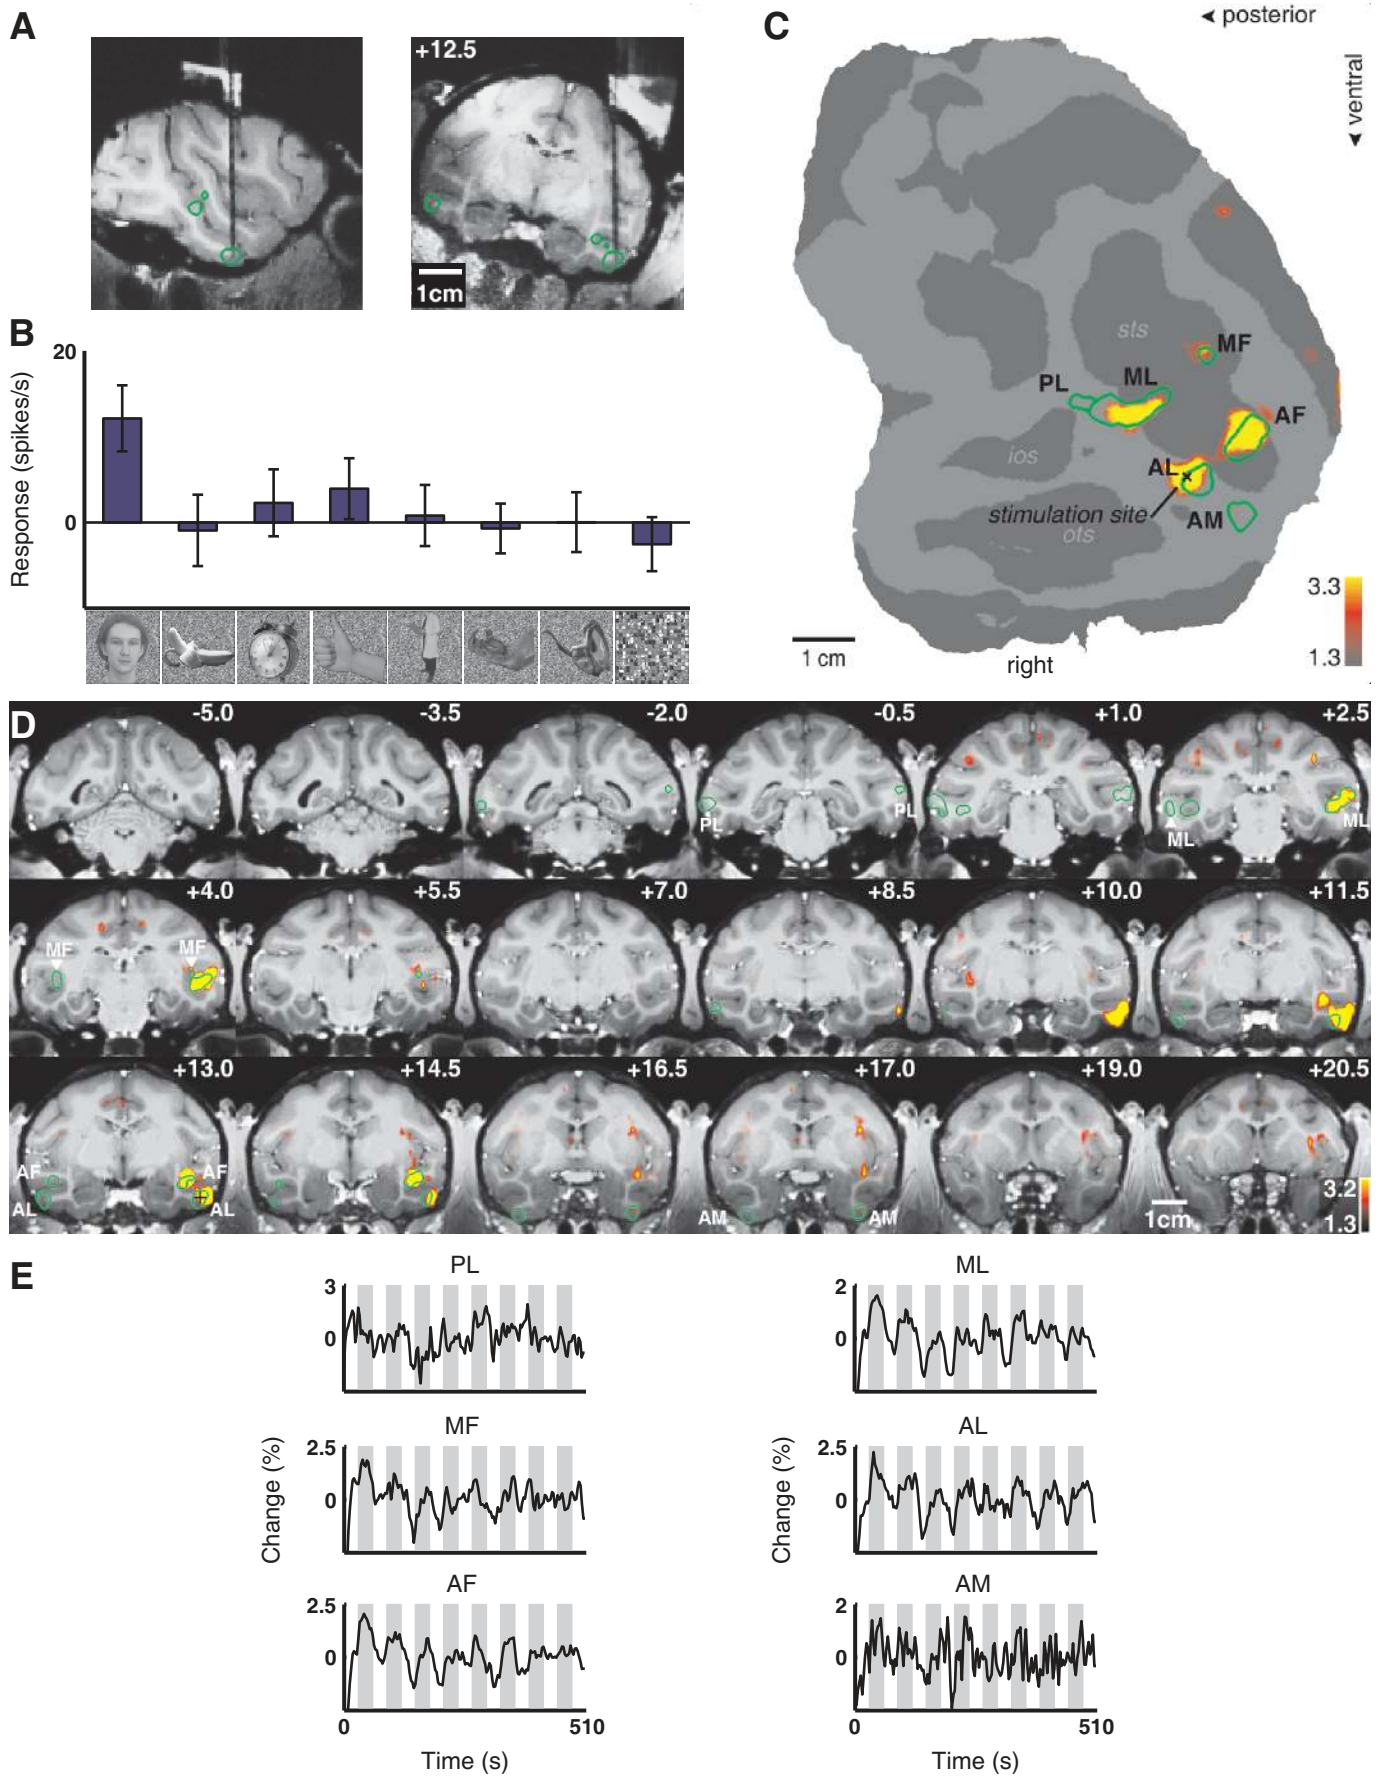 A
+12.5
1cm
B
20
0
Response (spikes/s)
C
posterior
ventral
sts
MF
PL
ML
AF
ios
AL
x
stimulation site
AM
ots
3.3
1.3
1 cm
right
D
-5.0
-3.5
-2.0
-0.5
+1.0
+2.5
PL
PL
ML
ML
+4.0
+5.5
+7.0
+8.5
+10.0
+11.5
MF
MF
+13.0
+14.5
+16.5
+17.0
+19.0
+20.5
AF
AF
AL
AL
AM
AM
1cm
3.2
1.3
E
PL
3
0
ML
2
0
MF
2.5
0
Change (%)
AL
2.5
0
Change (%)
AF
2.5
0
0
510
Time (s)
AM
2
0
0
510
Time (s)